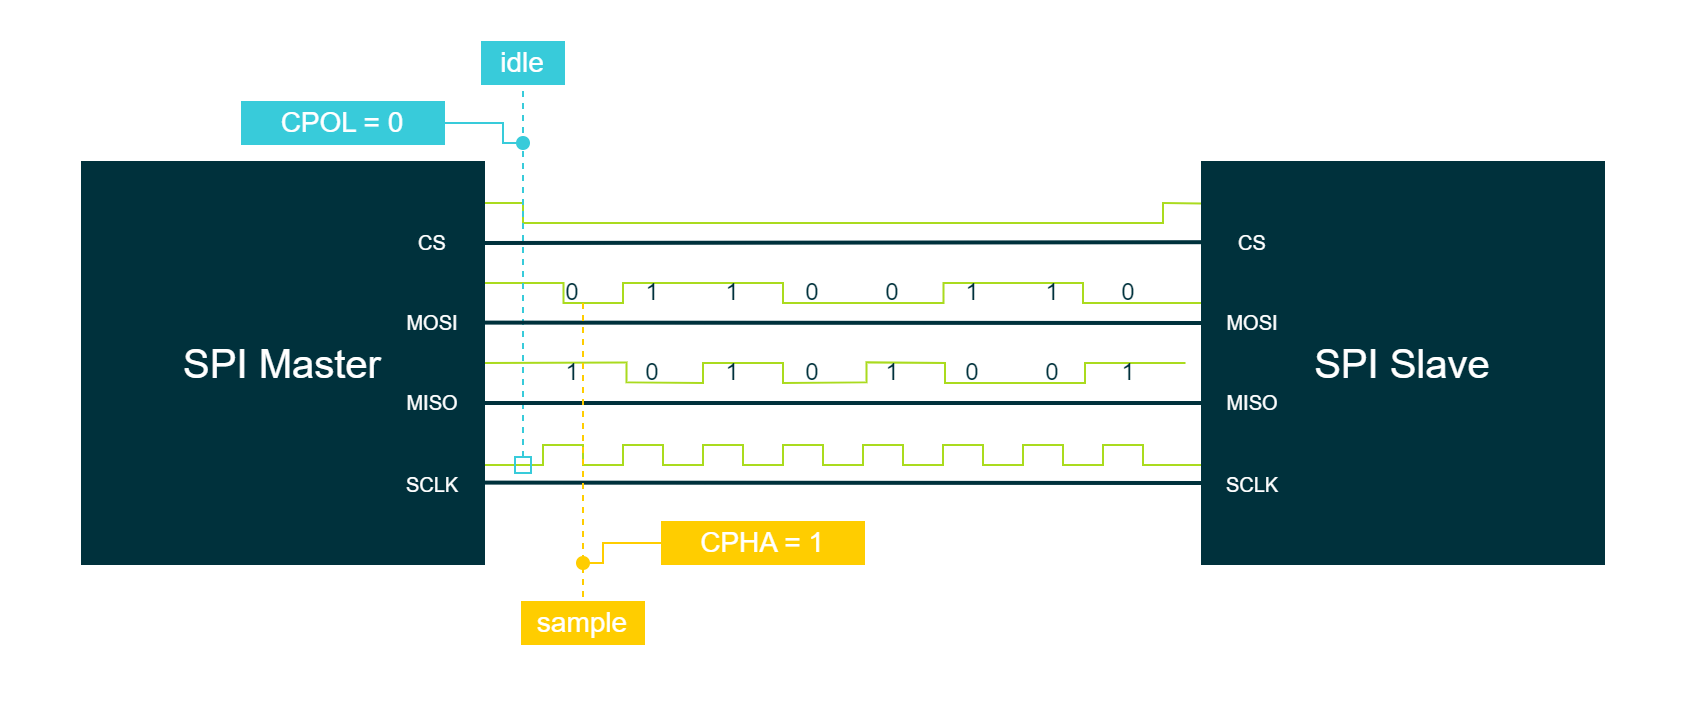 idle
CPOL = 0
CS
CS
0 1 1 0 0 1 1 0
MOSI
MOSI
SPI Master
SPI Slave
1 0 1 0 1 0 0 1
MISO
MISO
SCLK
SCLK
CPHA = 1
sample